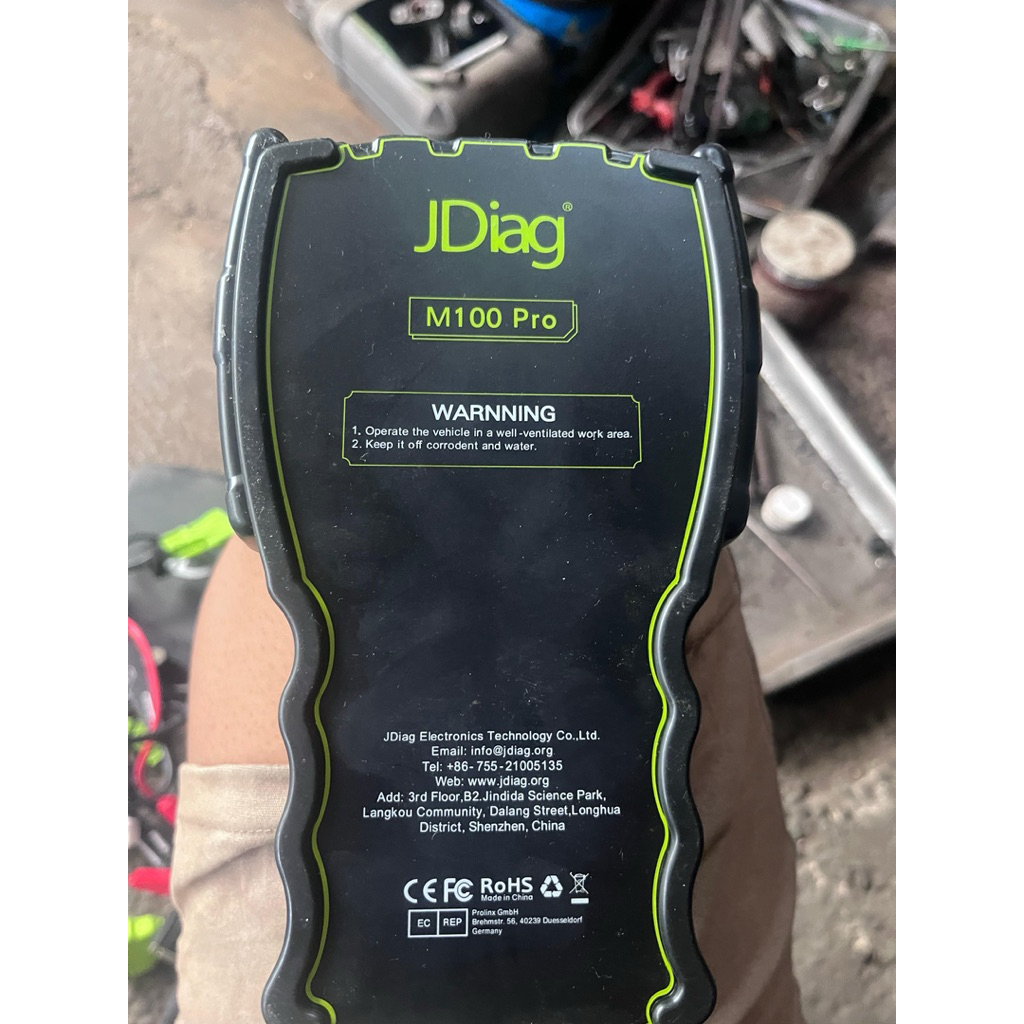 JDiag®
M100 Pro
WARNNING
1. Operate the vehicle in a well-ventilated work area.
2. Keep it off corrodent and water.
JDiag Electronics Technology Co.,Ltd.
Email: info@jdiag.org
Tel: +86-755-21005135
Web: www.jdiag.org
Add: 3rd Floor,B2.Jindida Science Park,
Langkou Community, Dalang Street,Longhua
District, Shenzhen, China
CE FC RoHS
Made in China
EC REP
Prolinx GmbH
Brehmstr. 56, 40239 Duesseldorf
Germany